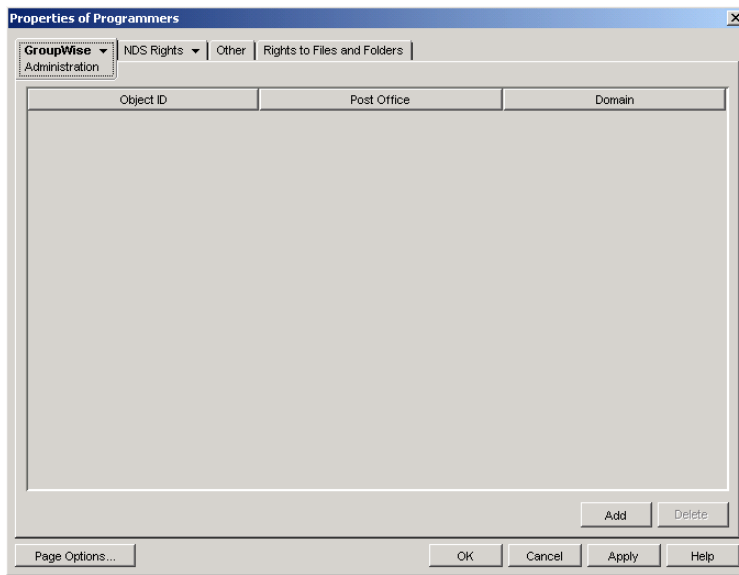 Properties of Programmers
GroupWise NDS Rights Other Rights to Files and Folders
Administration
Object ID Post Office Domain
Add Delete
Page Options... OK Cancel Apply Help